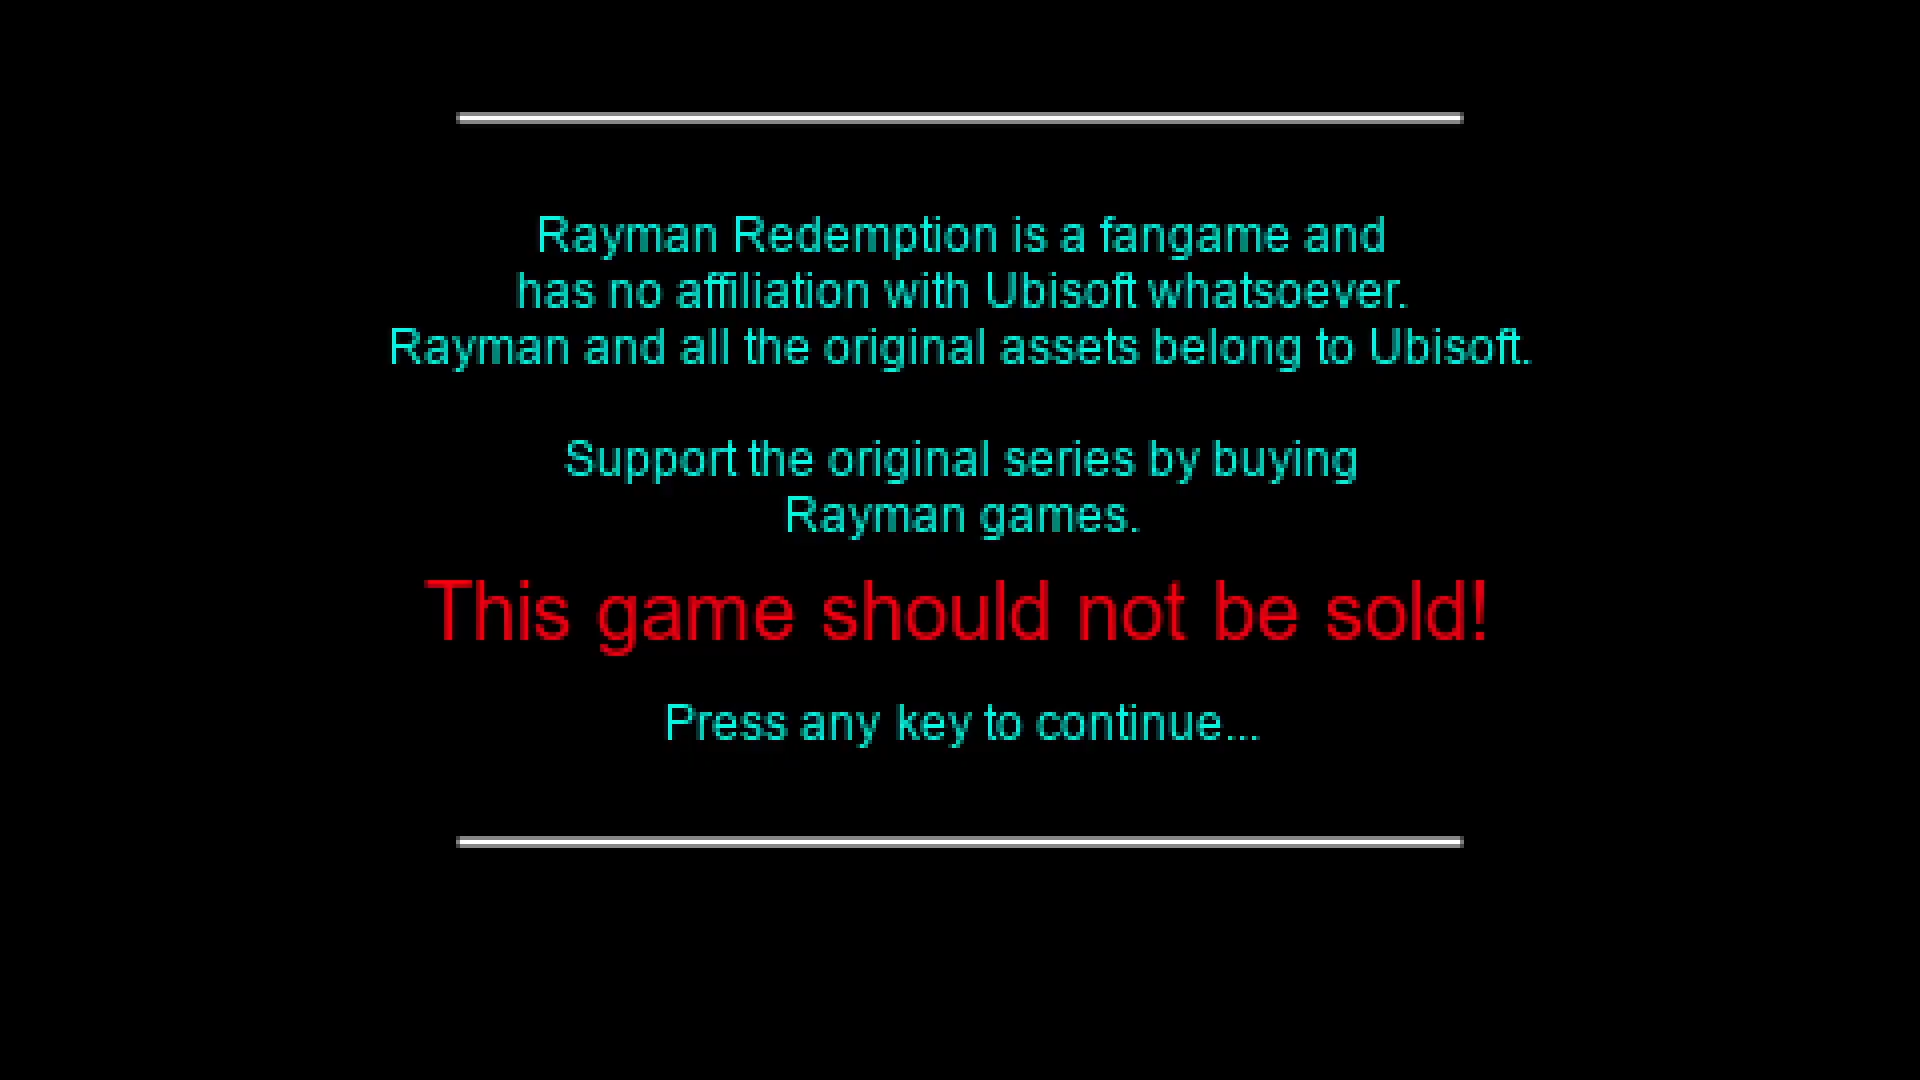 Rayman Redemption is a fangame and
has no affiliation with Ubisoft whatsoever.
Rayman and all the original assets belong to Ubisoft.
Support the original series by buying
Rayman games.
This game should not be sold!
Press any key to continue...